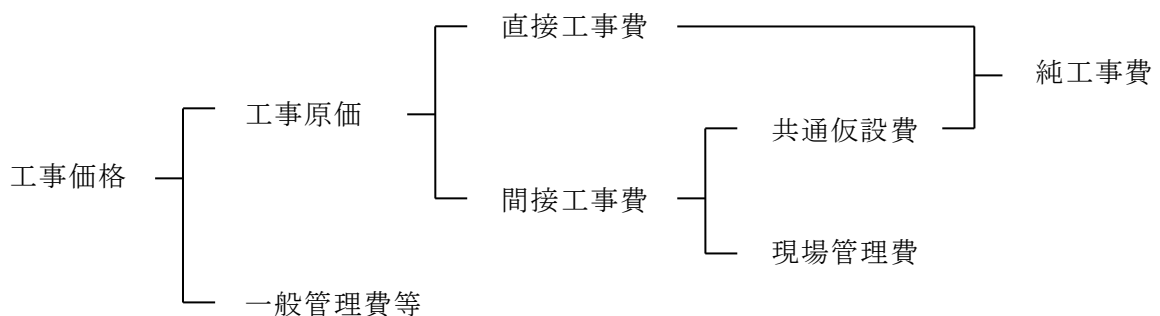 直接工事費
純工事費
工事原価
共通仮設費
工事価格
間接工事費
現場管理費
一般管理費等